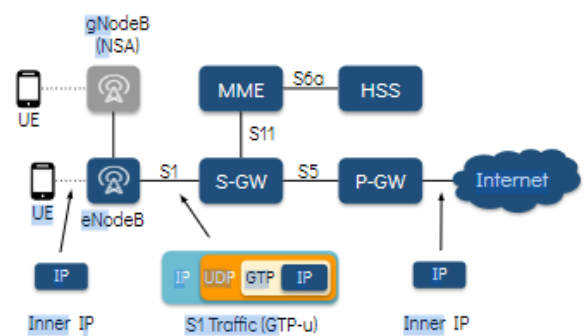 gNodeB
(NSA)
UE
MME
S6a
HSS
S11
UE
eNodeB
S1
S-GW
S5
P-GW
Internet
IP
IP UDP GTP IP
IP
Inner IP
S1 Traffic (GTP-u)
Inner IP